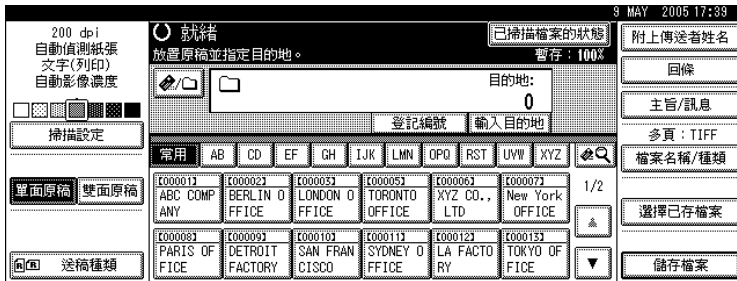 9 MAY 2005 17:39
200 dpi
自動偵測紙張
文字(列印)
自動影像濃度
掃描設定
單面原稿 雙面原稿
送稿種類
就緒
已掃描檔案的狀態
放置原稿並指定目的地。
暫存:100%
目的地:
0
登記編號 輸入目的地
常用 AB CD EF GH IJK LMN OPQ RST UVW XYZ
[00001] [00002] [00003] [00005] [00006] [00007]
ABC COMP BERLIN O LONDON O TORONTO XYZ CO., New York
ANY FFICE FFICE OFFICE LTD OFFICE
[00008] [00009] [00010] [00011] [00012] [00013]
PARIS OF DETROIT SAN FRAN SYDNEY O LA FACTO TOKYO OF
FICE FACTORY CISCO FFICE RY FICE
1/2
附上傳送者姓名
回條
主旨/訊息
多頁:TIFF
檔案名稱/種類
選擇已存檔案
儲存檔案